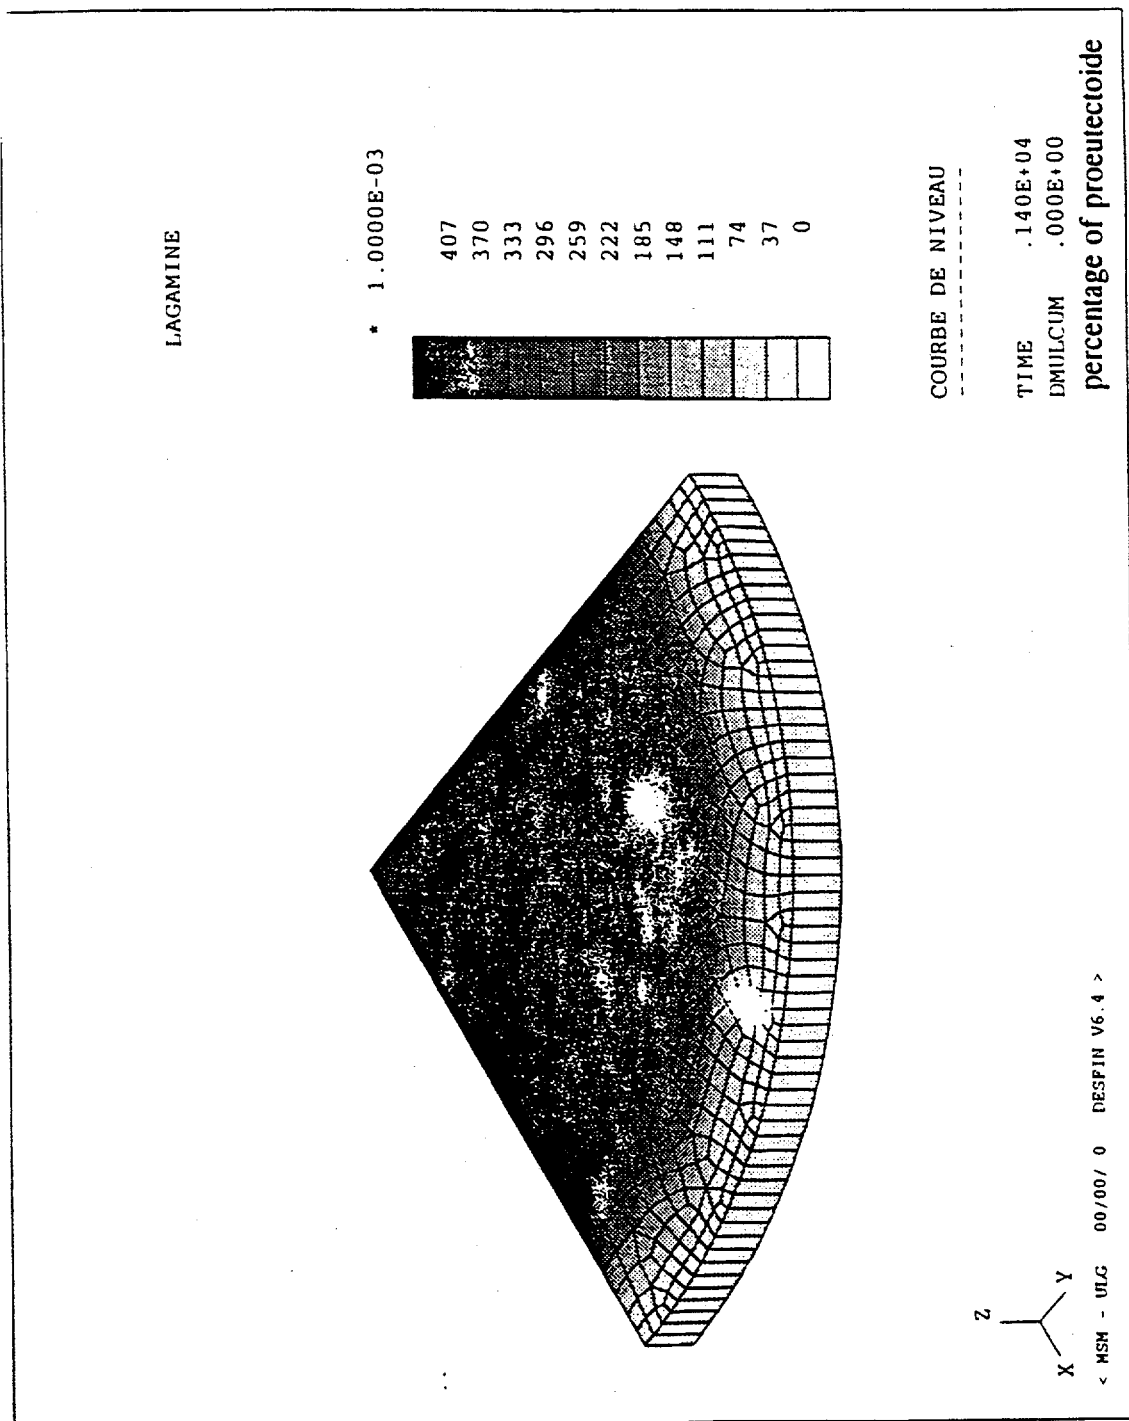 LAGAMINE
* 1.0000E-03
407
370
333
296
259
222
185
148
111
74
37
0
COURBE DE NIVEAU
--------------
TIME .140E+04
DMULCUM .000E+00
percentage of proeutectoide
Z
X
Y
< MSM - ULG 00/00/ 0 DESFIN V6.4 >